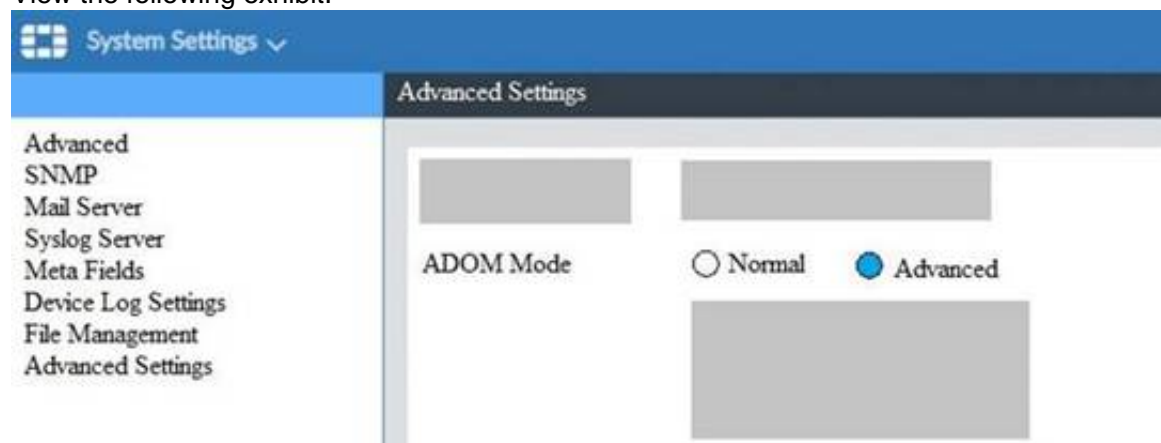 View the following exhibit:
System Settings
Advanced Settings
Advanced
SNMP
Mail Server
Syslog Server
Meta Fields
Device Log Settings
File Management
Advanced Settings
ADOM Mode
Normal
Advanced